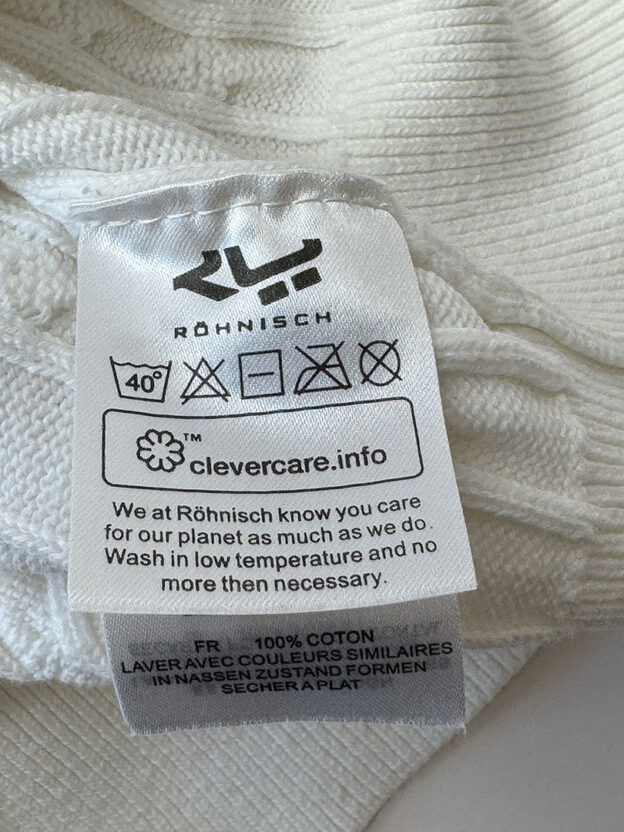 RÖHNISCH
40°
™
clevercare.info
We at Röhnisch know you care
for our planet as much as we do.
Wash in low temperature and no
more then necessary.
FR 100% COTON
LAVER AVEC COULEURS SIMILAIRES
IN NASSEN ZUSTAND FORMEN
SECHER A PLAT